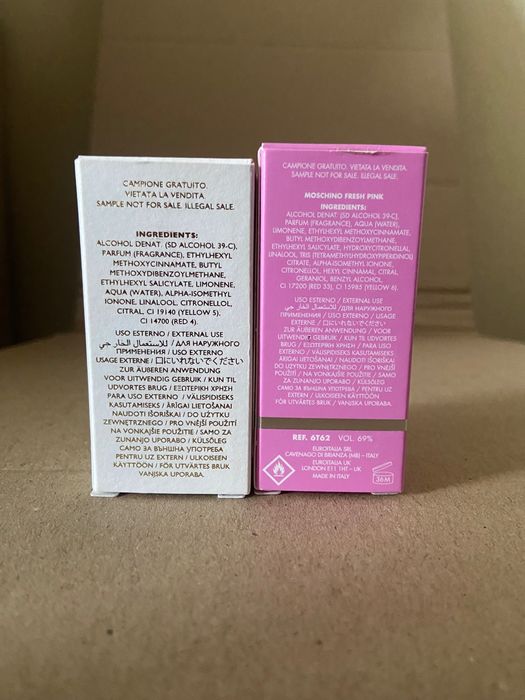 CAMPIONE GRATUITO.
VIETATA LA VENDITA.
SAMPLE NOT FOR SALE. ILLEGAL SALE.
INGREDIENTS:
ALCOHOL DENAT. (SD ALCOHOL 39-C),
PARFUM (FRAGRANCE), ETHYLHEXYL
METHOXYCINNAMATE, BUTYL
METHOXYDIBENZOYLMETHANE,
ETHYLHEXYL SALICYLATE, LIMONENE,
AQUA (WATER), ALPHA-ISOMETHYL
IONONE, LINALOOL, CITRONELLOL,
CITRAL, CI 19140 (YELLOW 5),
CI 14700 (RED 4).
USO ESTERNO / EXTERNAL USE
/ للاستعمال الخارجي / ДЛЯ НАРУЖНОГО
ПРИМЕНЕНИЯ / USO EXTERNO
USAGE EXTERNE / 口にいれないでください
ZUR ÄUßEREN ANWENDUNG
VOOR UITWENDIG GEBRUIK / KUN TIL
UDVORTES BRUG / ΕΞΩΤΕΡΙΚΗ ΧΡΗΣΗ
PARA USO EXTERNO / VÄLISPIDISEKS
KASUTAMISEKS / ĀRĪGAI LIETOŠANAI
NAUDOTI IŠORIŠKAI / DO UŻYTKU
ZEWNĘTRZNEGO / PRO VNĚJŠÍ POUŽITÍ
NA VONKAJŠIE POUŽITIE / SAMO ZA
ZUNANJO UPORABO / KÜLSŐLEG
САМО ЗА ВЪНШНА УПОТРЕБА
PENTRU UZ EXTERN / ULKOISEEN
KÄYTTÖÖN / FÖR UTVÄRTES BRUK
VANJSKA UPORABA.
CAMPIONE GRATUITO. VIETATA LA VENDITA.
SAMPLE NOT FOR SALE. ILLEGAL SALE.
MOSCHINO FRESH PINK
INGREDIENTS:
ALCOHOL DENAT. (SD ALCOHOL 39-C),
PARFUM (FRAGRANCE), AQUA (WATER),
LIMONENE, ETHYLHEXYL METHOXYCINNAMATE,
BUTYL METHOXYDIBENZOYLMETHANE,
ETHYLHEXYL SALICYLATE, HYDROXYCITRONELLAL,
LINALOOL, TRIS (TETRAMETHYLHYDROXYPIPERIDINOL)
CITRATE, ALPHA-ISOMETHYL IONONE,
CITRONELLOL, HEXYL CINNAMAL, CITRAL,
GERANIOL, BENZYL ALCOHOL,
CI 17200 (RED 33), CI 15985 (YELLOW 6).
USO ESTERNO / EXTERNAL USE
/ للاستعمال الخارجي / ДЛЯ НАРУЖНОГО
ПРИМЕНЕНИЯ / USO EXTERNO / USAGE
EXTERNE / 口にいれないでください
ZUR ÄUßEREN ANWENDUNG / VOOR
UITWENDIG GEBRUIK / KUN TIL UDVORTES
BRUG / ΕΞΩΤΕΡΙΚΗ ΧΡΗΣΗ / PARA USO
EXTERNO / VÄLISPIDISEKS KASUTAMISEKS
/ ĀRĪGAI LIETOŠANAI / NAUDOTI IŠORIŠKAI
/ DO UŻYTKU ZEWNĘTRZNEGO / PRO VNĚJŠÍ
POUŽITÍ / NA VONKAJŠIE POUŽITIE / SAMO
ZA ZUNANJO UPORABO / KÜLSŐLEG
САМО ЗА ВЪНШНА УПОТРЕБА / PENTRU UZ
EXTERN / ULKOISEEN KÄYTTÖÖN
/ FÖR UTVÄRTES BRUK / VANJSKA UPORABA.
REF. 6T62 VOL. 69%
EUROITALIA SRL
CAVENAGO DI BRIANZA (MB) – ITALY
EUROITALIA UK
LONDON E11 1HT – UK
MADE IN ITALY
36M